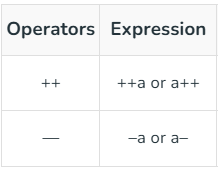 Operators Expression
++ ++a or a++
— –a or a–